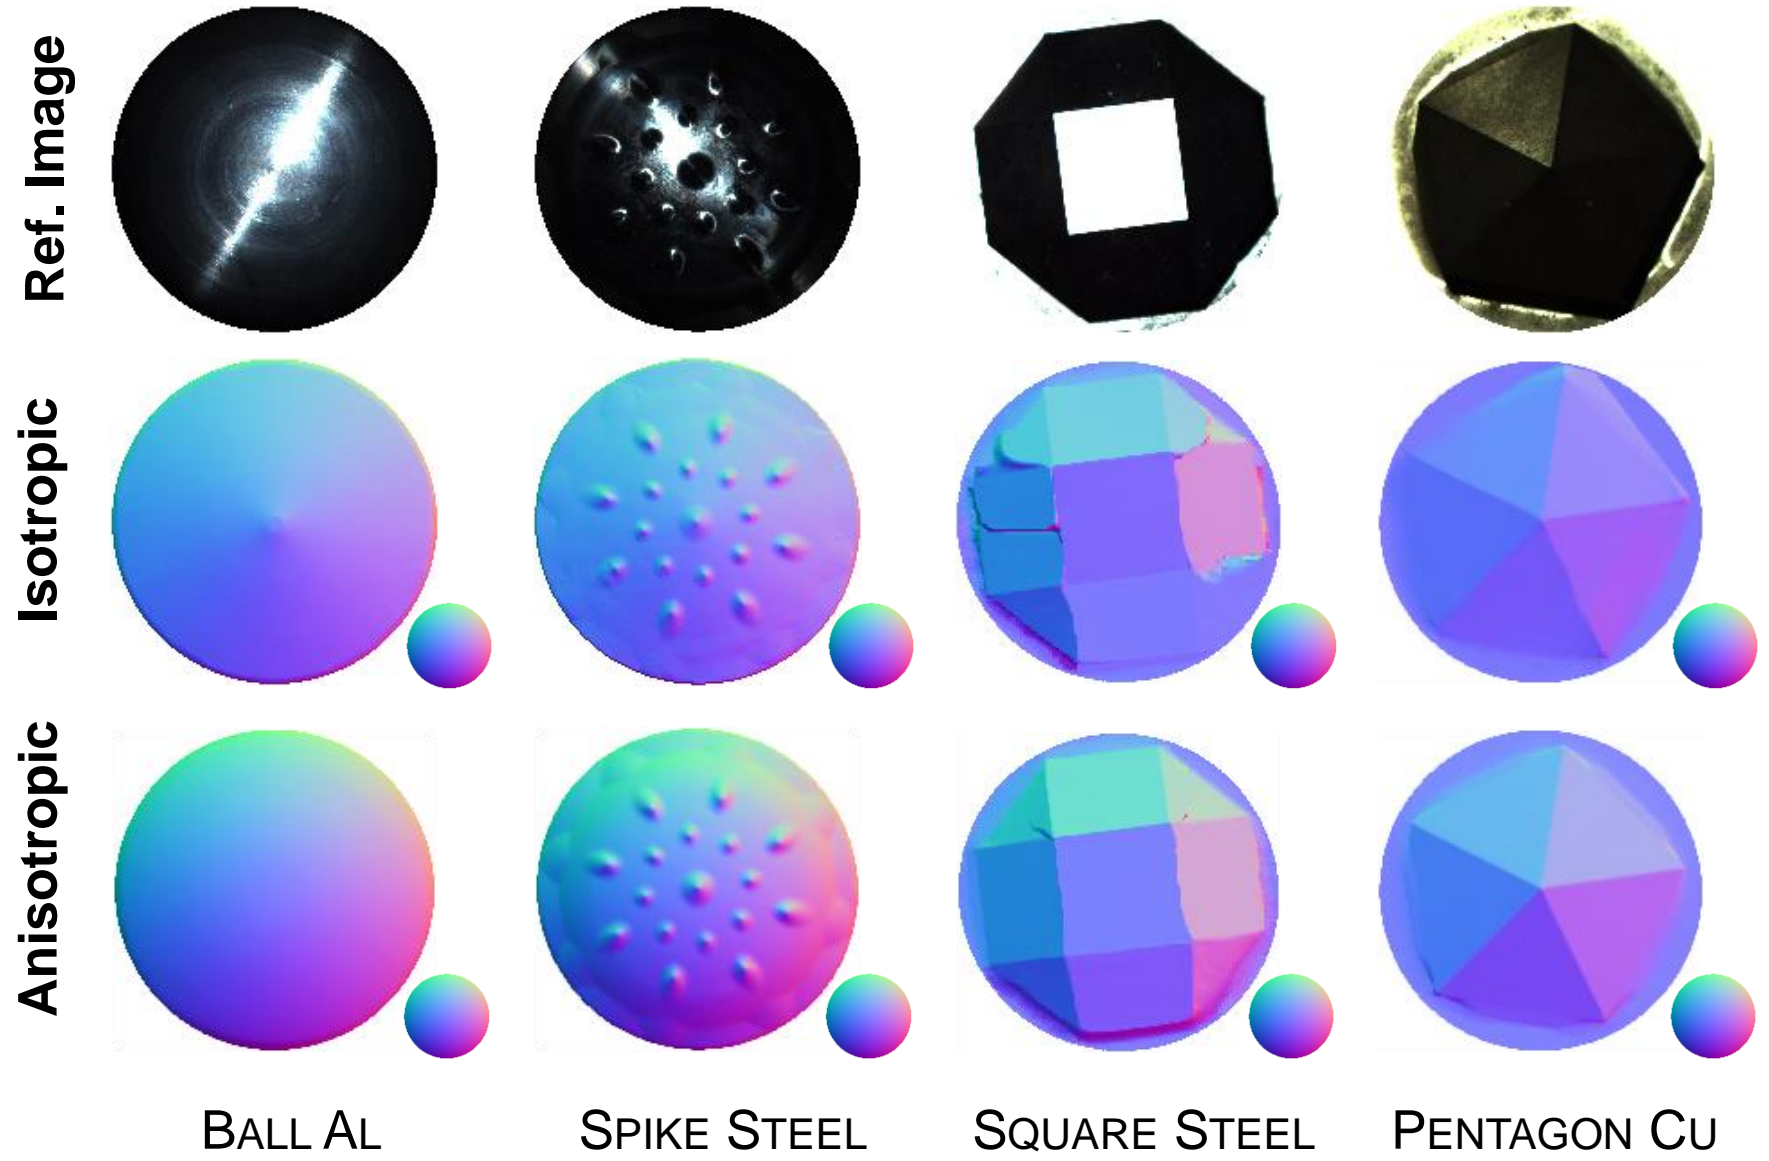 Ref. Image
Isotropic
Anisotropic
BALL AL
SPIKE STEEL
SQUARE STEEL
PENTAGON CU